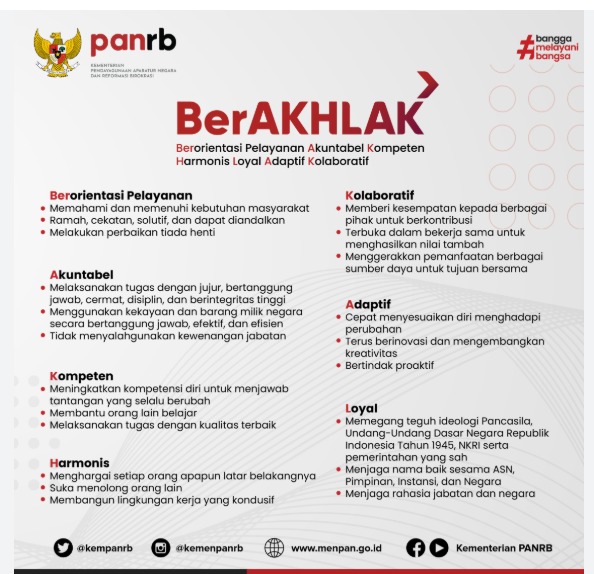 panrb
KEMENTERIAN
PENDAYAGUNAAN APARATUR NEGARA
DAN REFORMASI BIROKRASI
#bangga
melayani
bangsa
BerAKHLAK
Berorientasi Pelayanan Akuntabel Kompeten
Harmonis Loyal Adaptif Kolaboratif
Berorientasi Pelayanan
• Memahami dan memenuhi kebutuhan masyarakat
• Ramah, cekatan, solutif, dan dapat diandalkan
• Melakukan perbaikan tiada henti
Akuntabel
• Melaksanakan tugas dengan jujur, bertanggung
jawab, cermat, disiplin, dan berintegritas tinggi
• Menggunakan kekayaan dan barang milik negara
secara bertanggung jawab, efektif, dan efisien
• Tidak menyalahgunakan kewenangan jabatan
Kompeten
• Meningkatkan kompetensi diri untuk menjawab
tantangan yang selalu berubah
• Membantu orang lain belajar
• Melaksanakan tugas dengan kualitas terbaik
Harmonis
• Menghargai setiap orang apapun latar belakangnya
• Suka menolong orang lain
• Membangun lingkungan kerja yang kondusif
Kolaboratif
• Memberi kesempatan kepada berbagai
pihak untuk berkontribusi
• Terbuka dalam bekerja sama untuk
menghasilkan nilai tambah
• Menggerakkan pemanfaatan berbagai
sumber daya untuk tujuan bersama
Adaptif
• Cepat menyesuaikan diri menghadapi
perubahan
• Terus berinovasi dan mengembangkan
kreativitas
• Bertindak proaktif
Loyal
• Memegang teguh ideologi Pancasila,
Undang-Undang Dasar Negara Republik
Indonesia Tahun 1945, NKRI serta
pemerintahan yang sah
• Menjaga nama baik sesama ASN,
Pimpinan, Instansi, dan Negara
• Menjaga rahasia jabatan dan negara
@kempanrb
@kemenpanrb
www.menpan.go.id
Kementerian PANRB